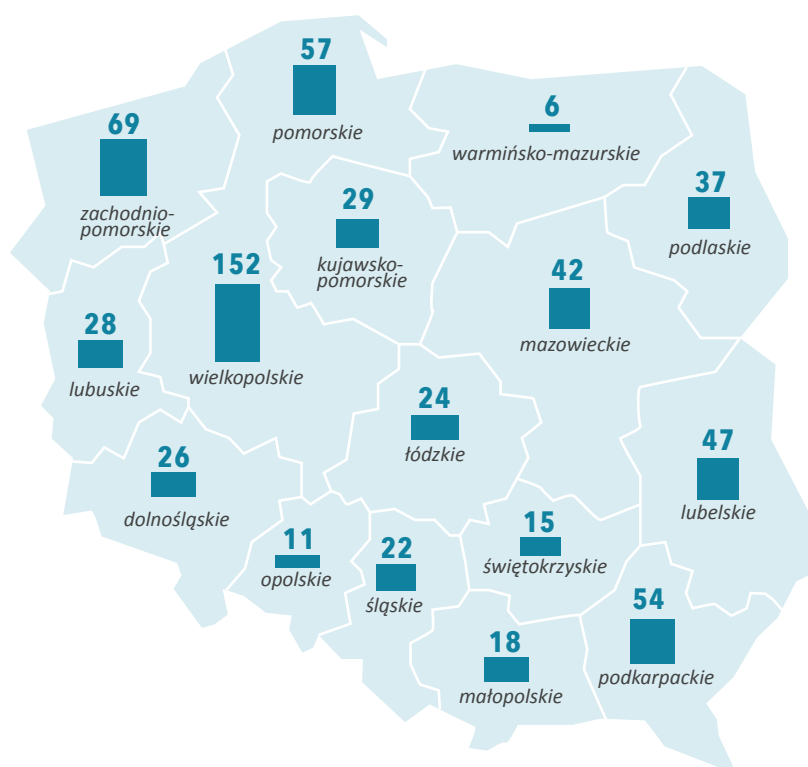 57
pomorskie
6
warmińsko-mazurskie
69
zachodnio-
pomorskie
37
podlaskie
29
kujawsko-
pomorskie
152
wielkopolskie
42
mazowieckie
28
lubuskie
24
łódzkie
47
lubelskie
26
dolnośląskie
11
opolskie
22
śląskie
15
świętokrzyskie
54
podkarpackie
18
małopolskie